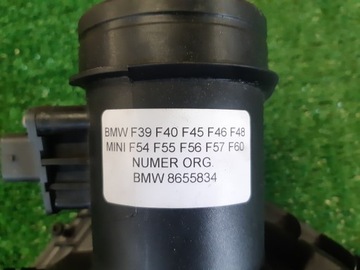 BMW F39 F40 F45 F46 F48
MINI F54 F55 F56 F57 F60
NUMER ORG.
BMW 8655834